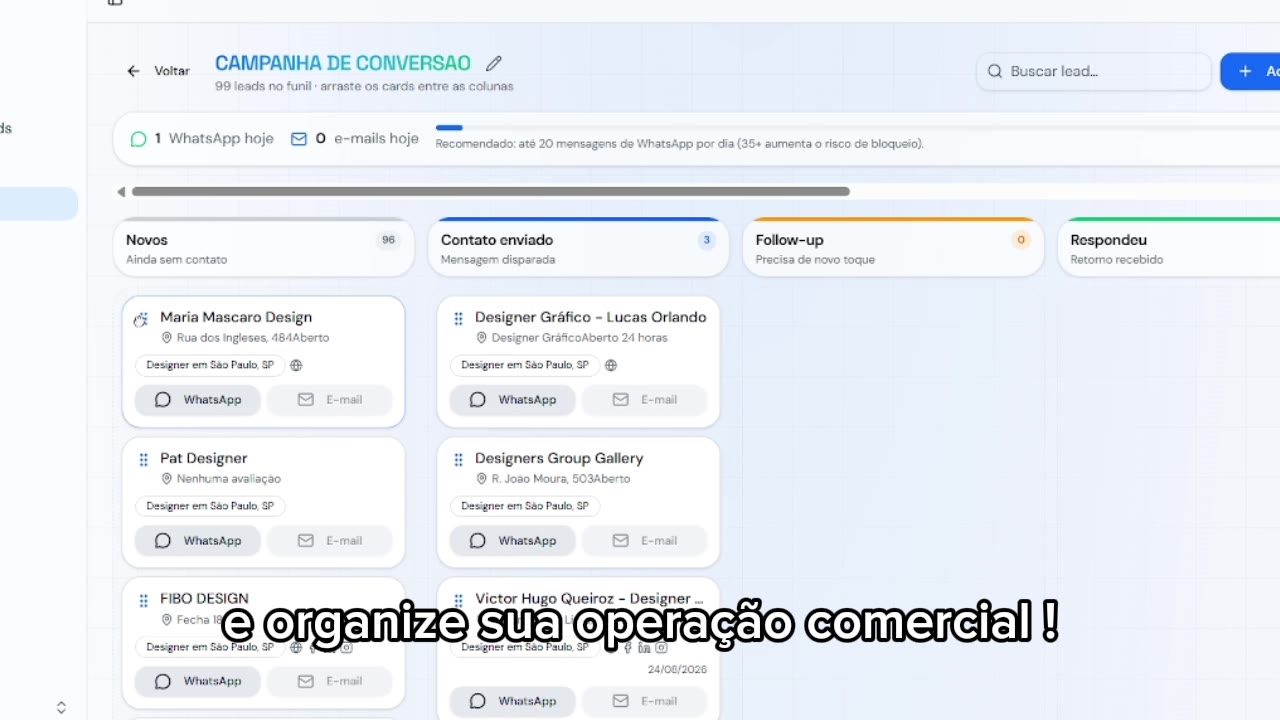 ds
Voltar
CAMPANHA DE CONVERSAO
99 leads no funil · arraste os cards entre as colunas
Buscar lead...
1 WhatsApp hoje
0 e-mails hoje
Recomendado: até 20 mensagens de WhatsApp por dia (35+ aumenta o risco de bloqueio).
Novos
96
Ainda sem contato
Contato enviado
3
Mensagem disparada
Follow-up
0
Precisa de novo toque
Respondeu
Retorno recebido
Maria Mascaro Design
Rua dos Ingleses, 484Aberto
Designer em São Paulo, SP
WhatsApp
E-mail
Pat Designer
Nenhuma avaliação
Designer em São Paulo, SP
WhatsApp
E-mail
FIBO DESIGN
Fecha 18
Designer em São Paulo, SP
WhatsApp
E-mail
Designer Gráfico - Lucas Orlando
Designer GráficoAberto 24 horas
Designer em São Paulo, SP
WhatsApp
E-mail
Designers Group Gallery
R. João Moura, 503Aberto
Designer em São Paulo, SP
WhatsApp
E-mail
Victor Hugo Queiroz - Designer ...
Designer em São Paulo, SP
24/08/2026
WhatsApp
E-mail
e organize sua operação comercial !